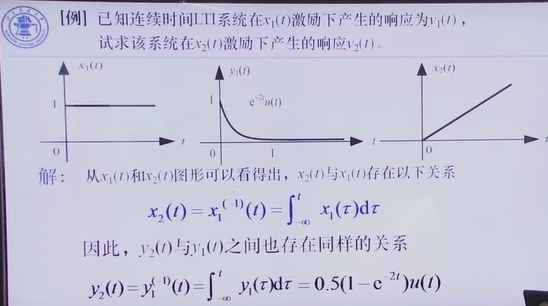 [例] 已知连续时间LTI系统在x₁(t)激励下产生的响应为y₁(t)，
试求该系统在x₂(t)激励下产生的响应y₂(t)。
x₁(t)
1
0
t
y₁(t)
1
e⁻²ᵗu(t)
0
1
t
x₂(t)
0
t
解： 从x₁(t)和x₂(t)图形可以看得出，x₂(t)与x₁(t)存在以下关系
x₂(t) = x₁⁽⁻¹⁾(t) = ∫₋∞ᵗ x₁(τ)dτ
因此，y₂(t)与y₁(t)之间也存在同样的关系
y₂(t) = y₁⁽⁻¹⁾(t) = ∫₋∞ᵗ y₁(τ)dτ = 0.5(1−e⁻²ᵗ)u(t)